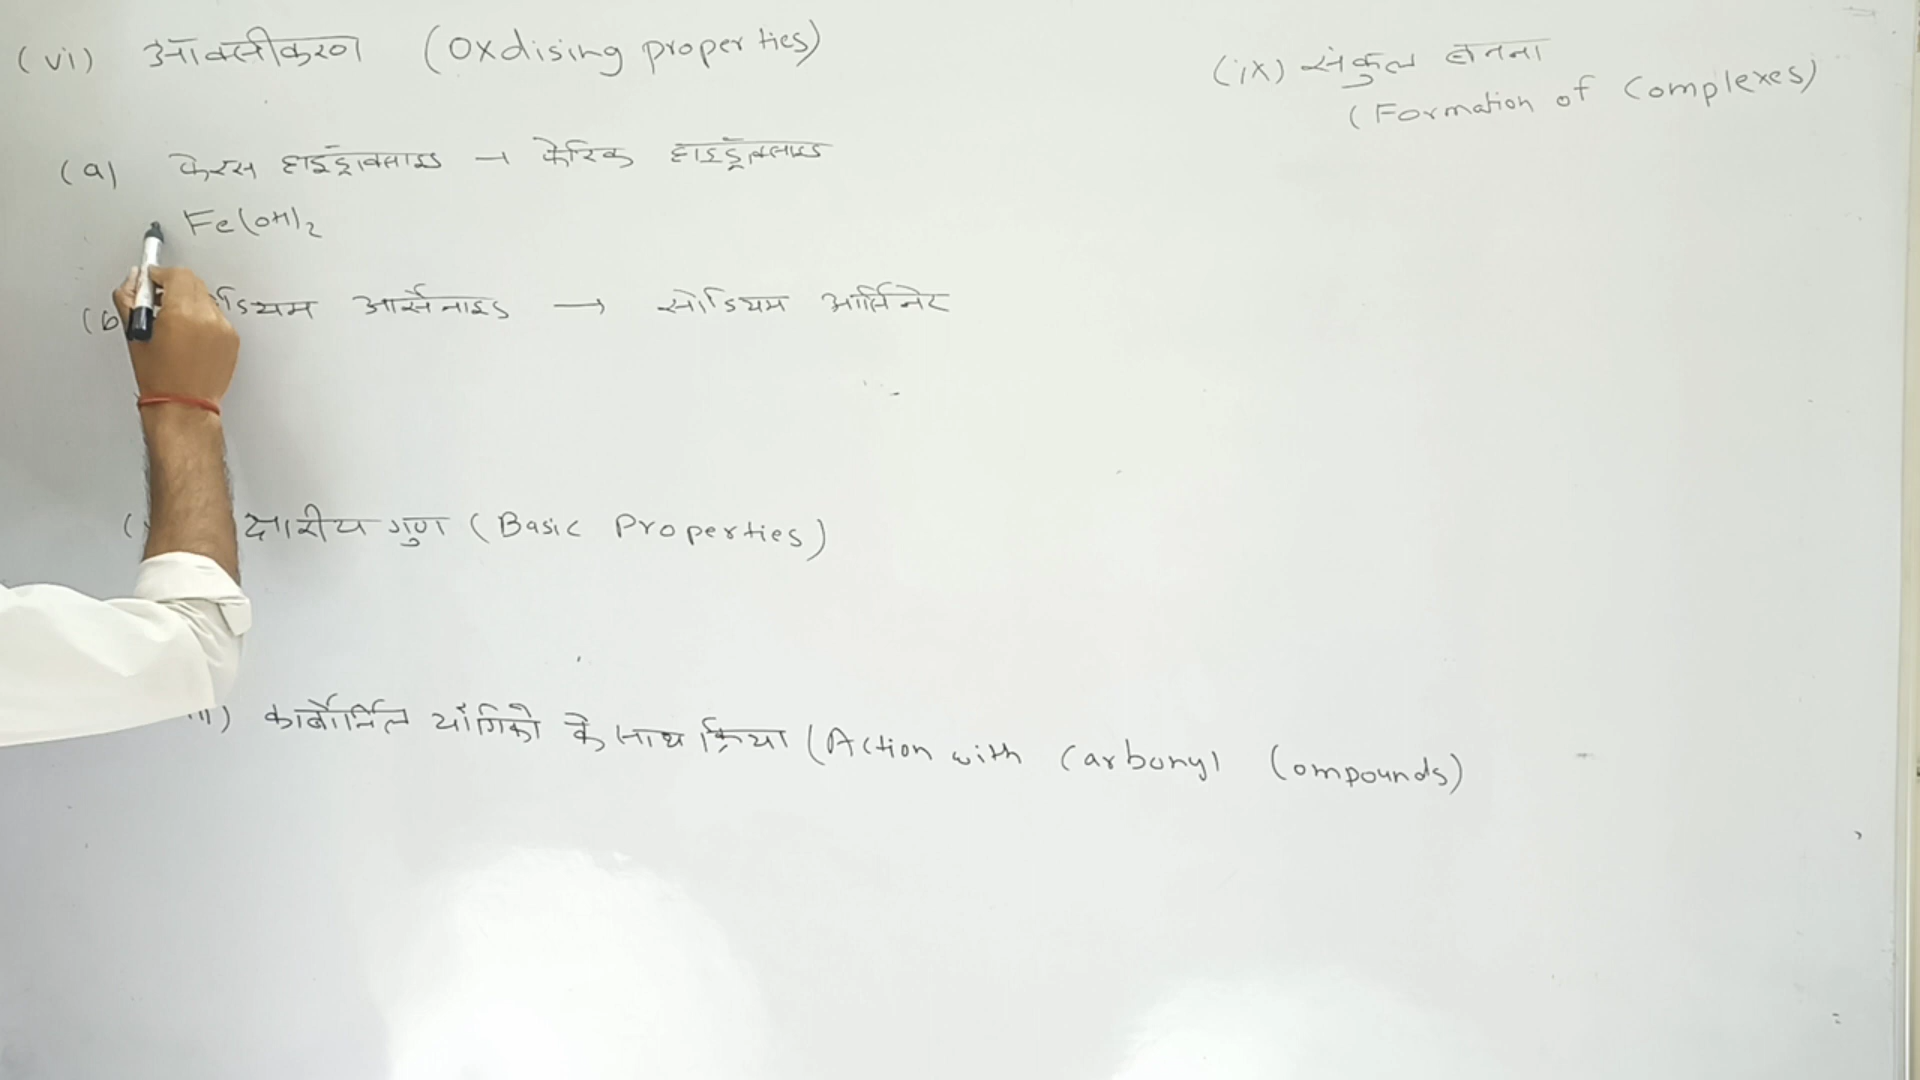 (vi) ऑक्सीकरण (Oxdising properties)
(a) फेरस हाइड्रॉक्साइड → फेरिक हाइड्रॉक्साइड
Fe(OH)2
(b) डियम आर्सेनाइड → सोडियम आर्सिनेट
क्षारीय गुण (Basic Properties)
कार्बोनिल यौगिको के साथ क्रिया (Action with Carbonyl Compounds)
(ix) संकुल बनना
(Formation of Complexes)